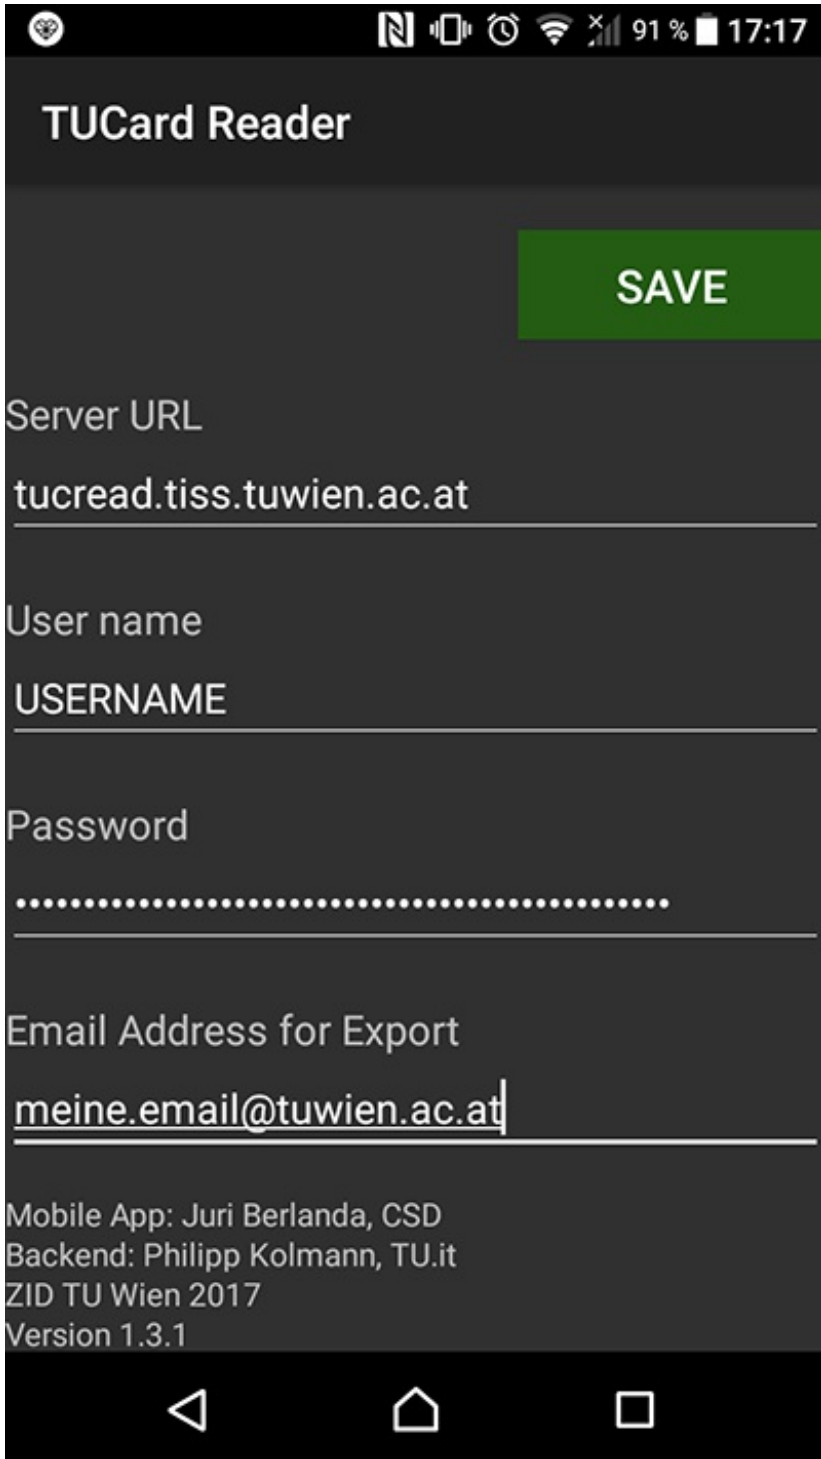 91 % 17:17
TUCard Reader
SAVE
Server URL
tucread.tiss.tuwien.ac.at
User name
USERNAME
Password
••••••••••••••••••••••••••••••••••••••••••••••••
Email Address for Export
meine.email@tuwien.ac.at
Mobile App: Juri Berlanda, CSD
Backend: Philipp Kolmann, TU.it
ZID TU Wien 2017
Version 1.3.1